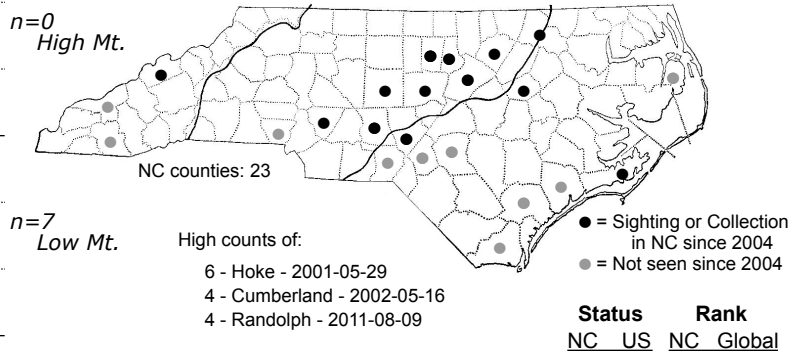 n=0
High Mt.
NC counties: 23
n=7
Low Mt.
High counts of:
6 - Hoke - 2001-05-29
4 - Cumberland - 2002-05-16
4 - Randolph - 2011-08-09
● = Sighting or Collection
in NC since 2004
● = Not seen since 2004
Status Rank
NC US NC Global